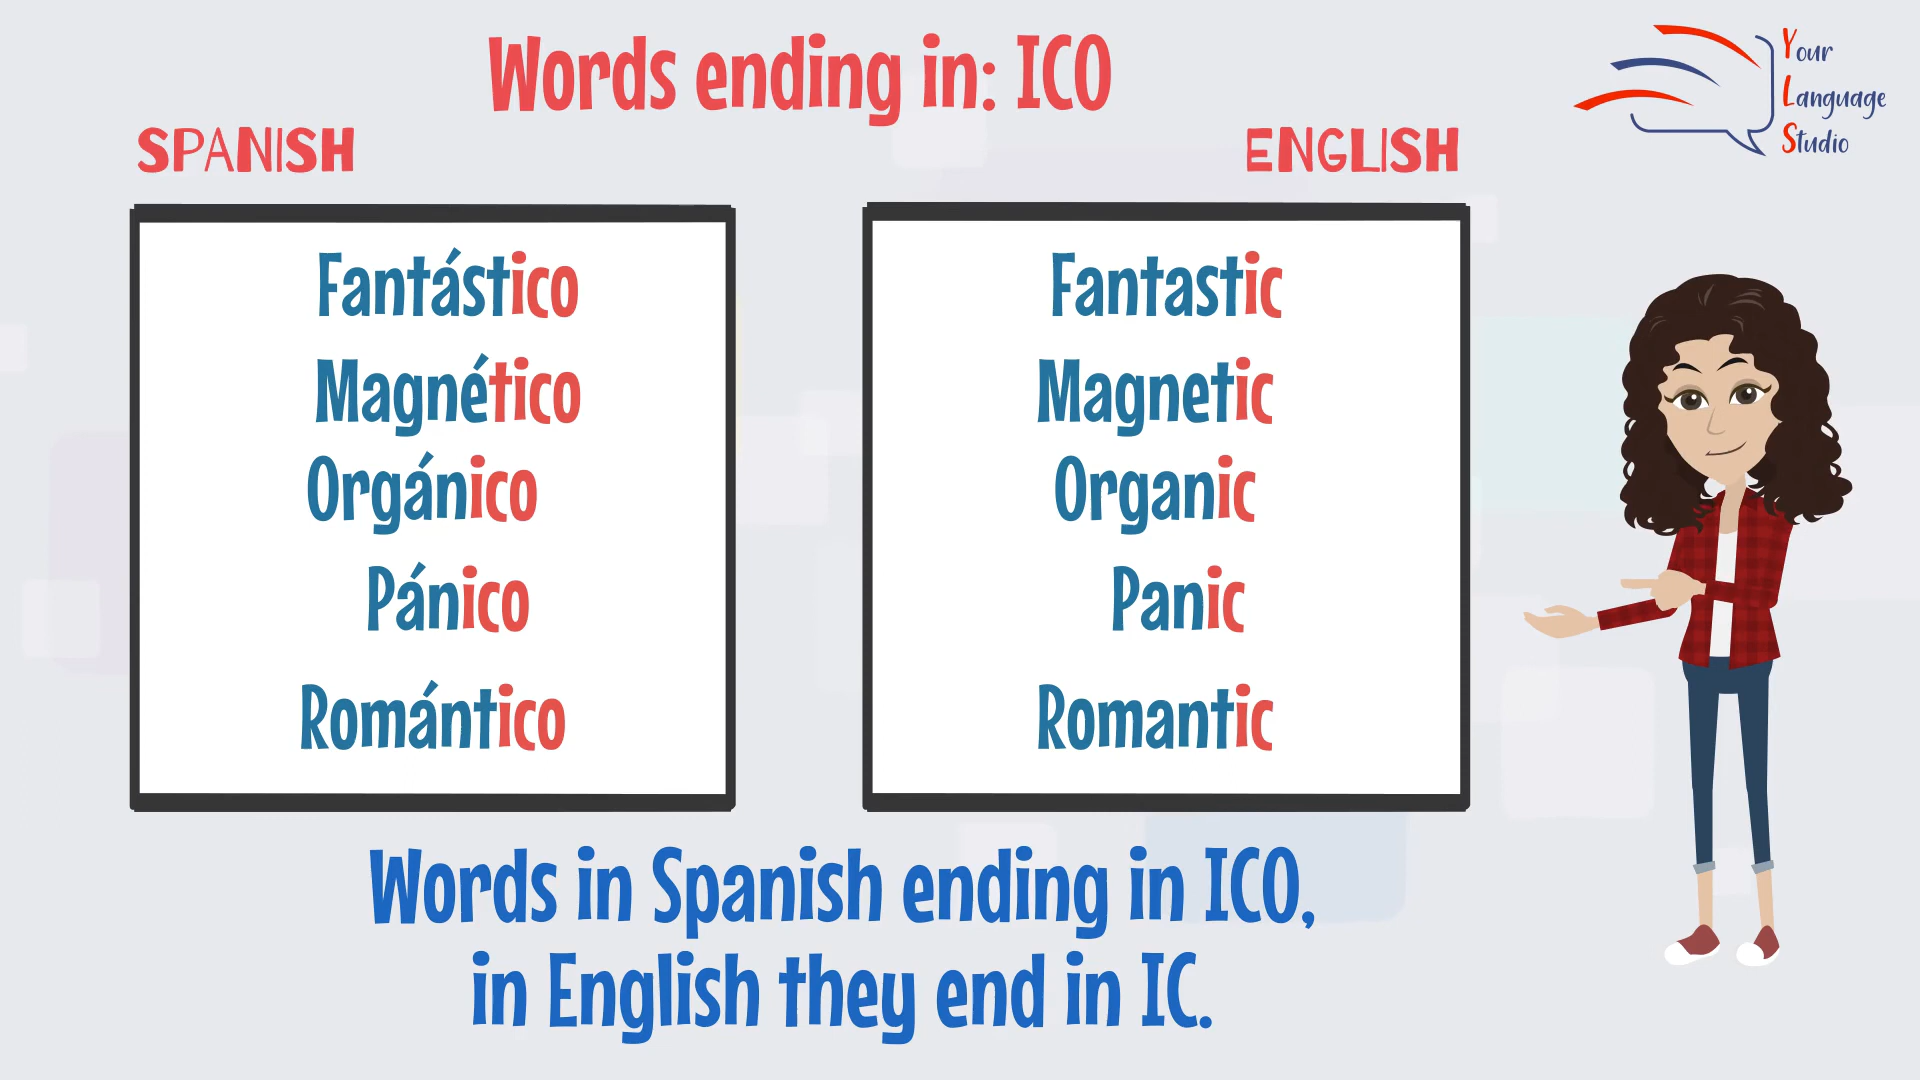 Words ending in: ICO
Your
Language
Studio
SPANISH
ENGLISH
Fantástico
Magnético
Orgánico
Pánico
Romántico
Fantastic
Magnetic
Organic
Panic
Romantic
Words in Spanish ending in ICO,
in English they end in IC.